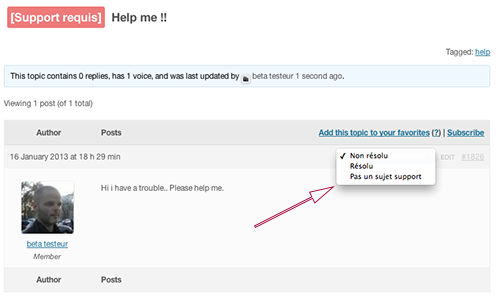 [Support requis] Help me !!
Tagged: help
This topic contains 0 replies, has 1 voice, and was last updated by beta testeur 1 second ago.
Viewing 1 post (of 1 total)
Author Posts Add this topic to your favorites (?) | Subscribe
16 January 2013 at 18 h 29 min EDIT #1826
✓ Non résolu
Résolu
Pas un sujet support
Hi i have a trouble.. Please help me.
beta testeur
Member
Author Posts